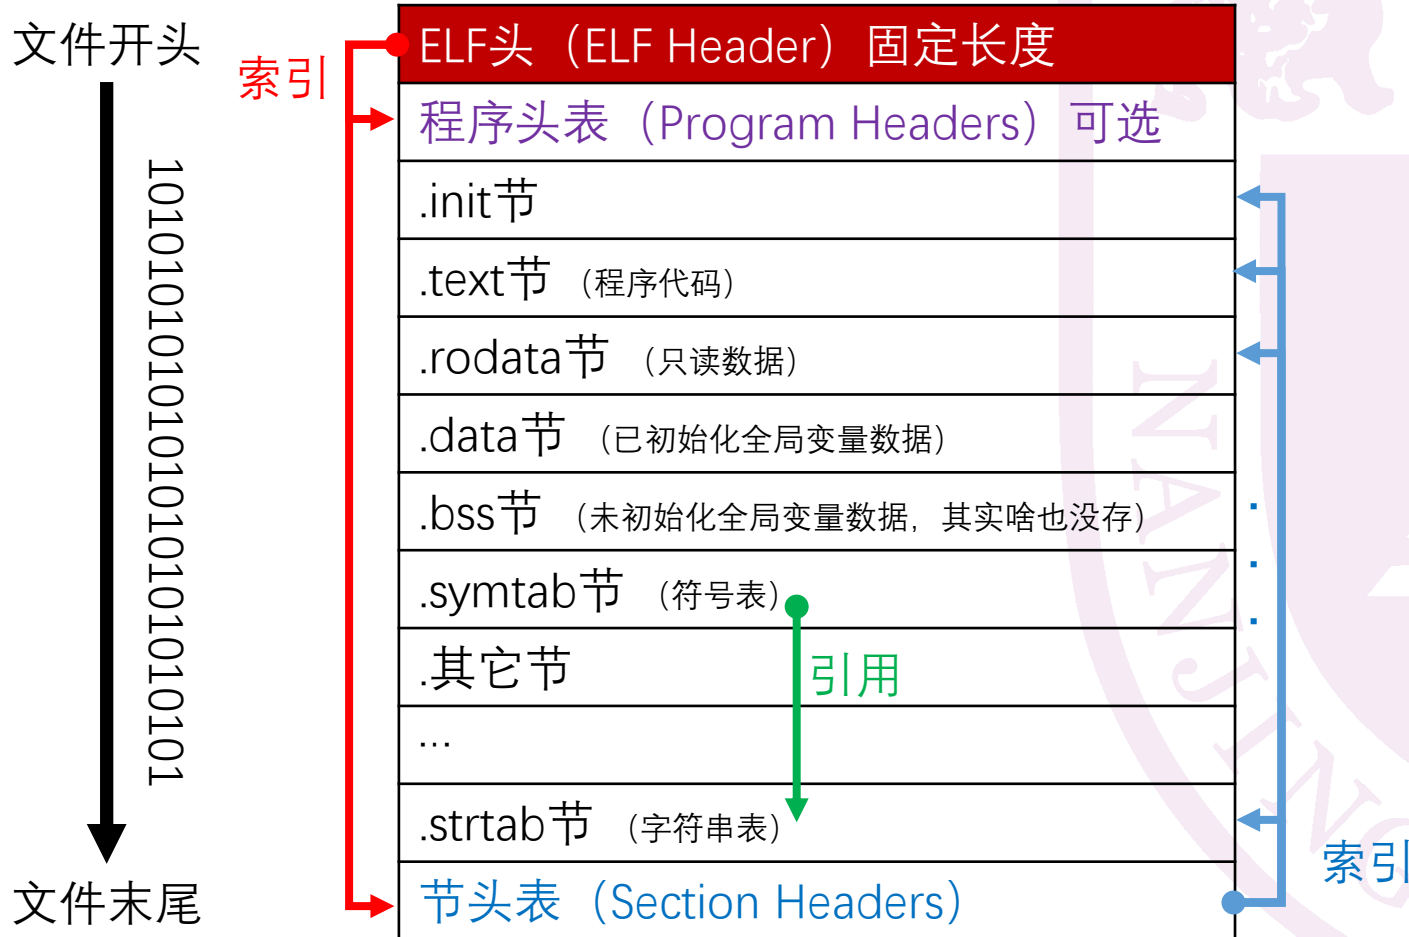 文件开头
索引
10101010101010101010101010101
文件末尾
ELF头（ELF Header）固定长度
程序头表（Program Headers）可选
.init节
.text节 （程序代码）
.rodata节 （只读数据）
.data节 （已初始化全局变量数据）
.bss节 （未初始化全局变量数据，其实啥也没存）
.symtab节 （符号表）
.其它节
引用
...
.strtab节 （字符串表）
节头表（Section Headers）
索引
NANJING